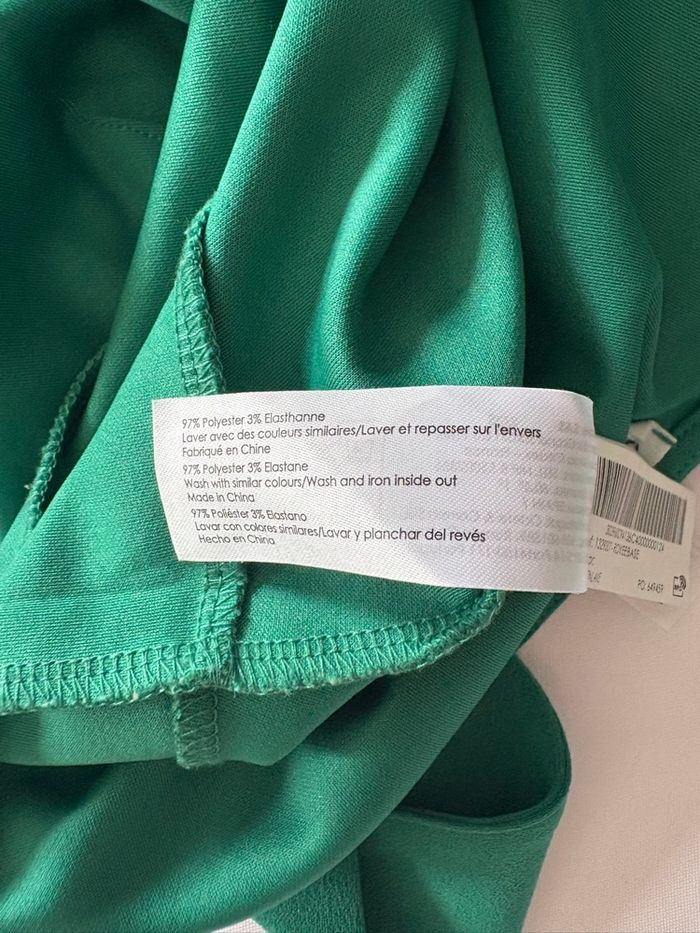 97% Polyester 3% Elasthanne
Laver avec des couleurs similaires/Laver et repasser sur l'envers
Fabriqué en Chine
97% Polyester 3% Elastane
Wash with similar colours/Wash and iron inside out
Made in China
97% Poliéster 3% Elastano
Lavar con colores similares/Lavar y planchar del revés
Hecho en China
PO: 649459